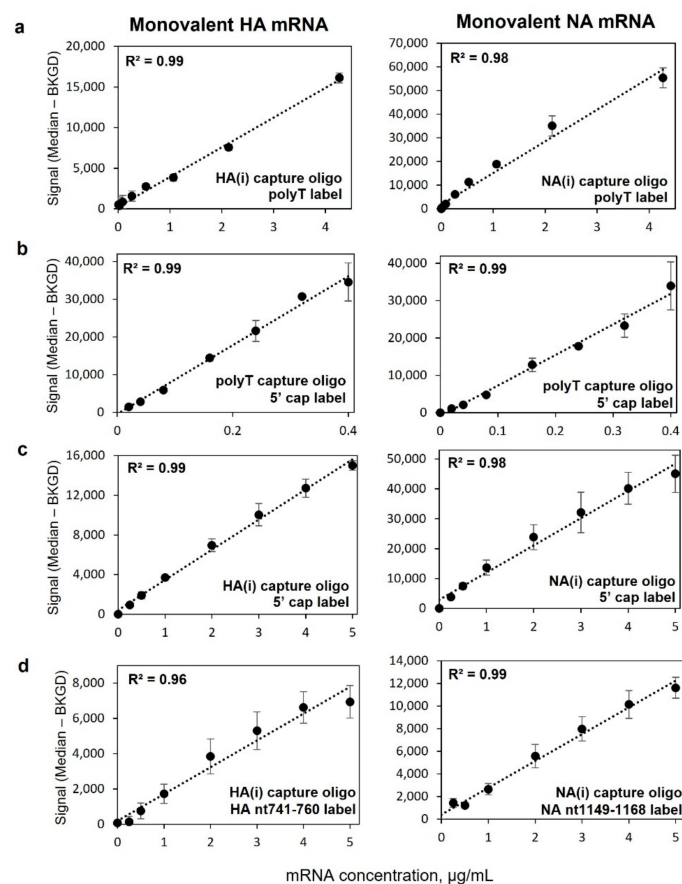 Monovalent HA mRNA
Monovalent NA mRNA
a
Signal (Median – BKGD)
20,000
15,000
10,000
5,000
0
R² = 0.99
HA(i) capture oligo
polyT label
0 1 2 3 4
70,000
60,000
50,000
40,000
30,000
20,000
10,000
0
R² = 0.98
NA(i) capture oligo
polyT label
0 1 2 3 4
b
Signal (Median – BKGD)
40,000
30,000
20,000
10,000
0
R² = 0.99
polyT capture oligo
5' cap label
0 0.2 0.4
40,000
30,000
20,000
10,000
0
R² = 0.99
polyT capture oligo
5' cap label
0 0.1 0.2 0.3 0.4
c
Signal (Median – BKGD)
16,000
12,000
8,000
4,000
0
R² = 0.99
HA(i) capture oligo
5' cap label
0 1 2 3 4 5
50,000
40,000
30,000
20,000
10,000
0
R² = 0.98
NA(i) capture oligo
5' cap label
0 1 2 3 4 5
d
Signal (Median – BKGD)
8,000
6,000
4,000
2,000
0
R² = 0.96
HA(i) capture oligo
HA nt741-760 label
0 1 2 3 4 5
14,000
12,000
10,000
8,000
6,000
4,000
2,000
0
R² = 0.99
NA(i) capture oligo
NA nt1149-1168 label
0 1 2 3 4 5
mRNA concentration, µg/mL